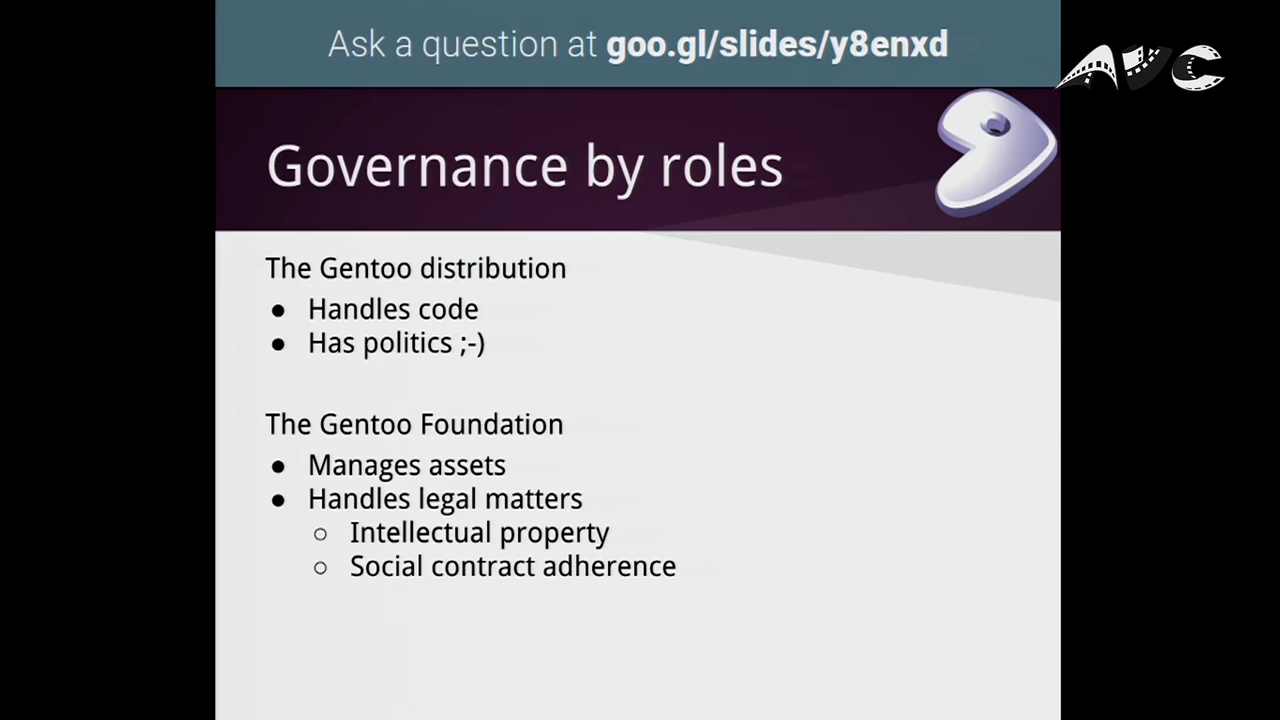 Ask a question at goo.gl/slides/y8enxd
AVC
Governance by roles
The Gentoo distribution
● Handles code
● Has politics ;-)
The Gentoo Foundation
● Manages assets
● Handles legal matters
○ Intellectual property
○ Social contract adherence